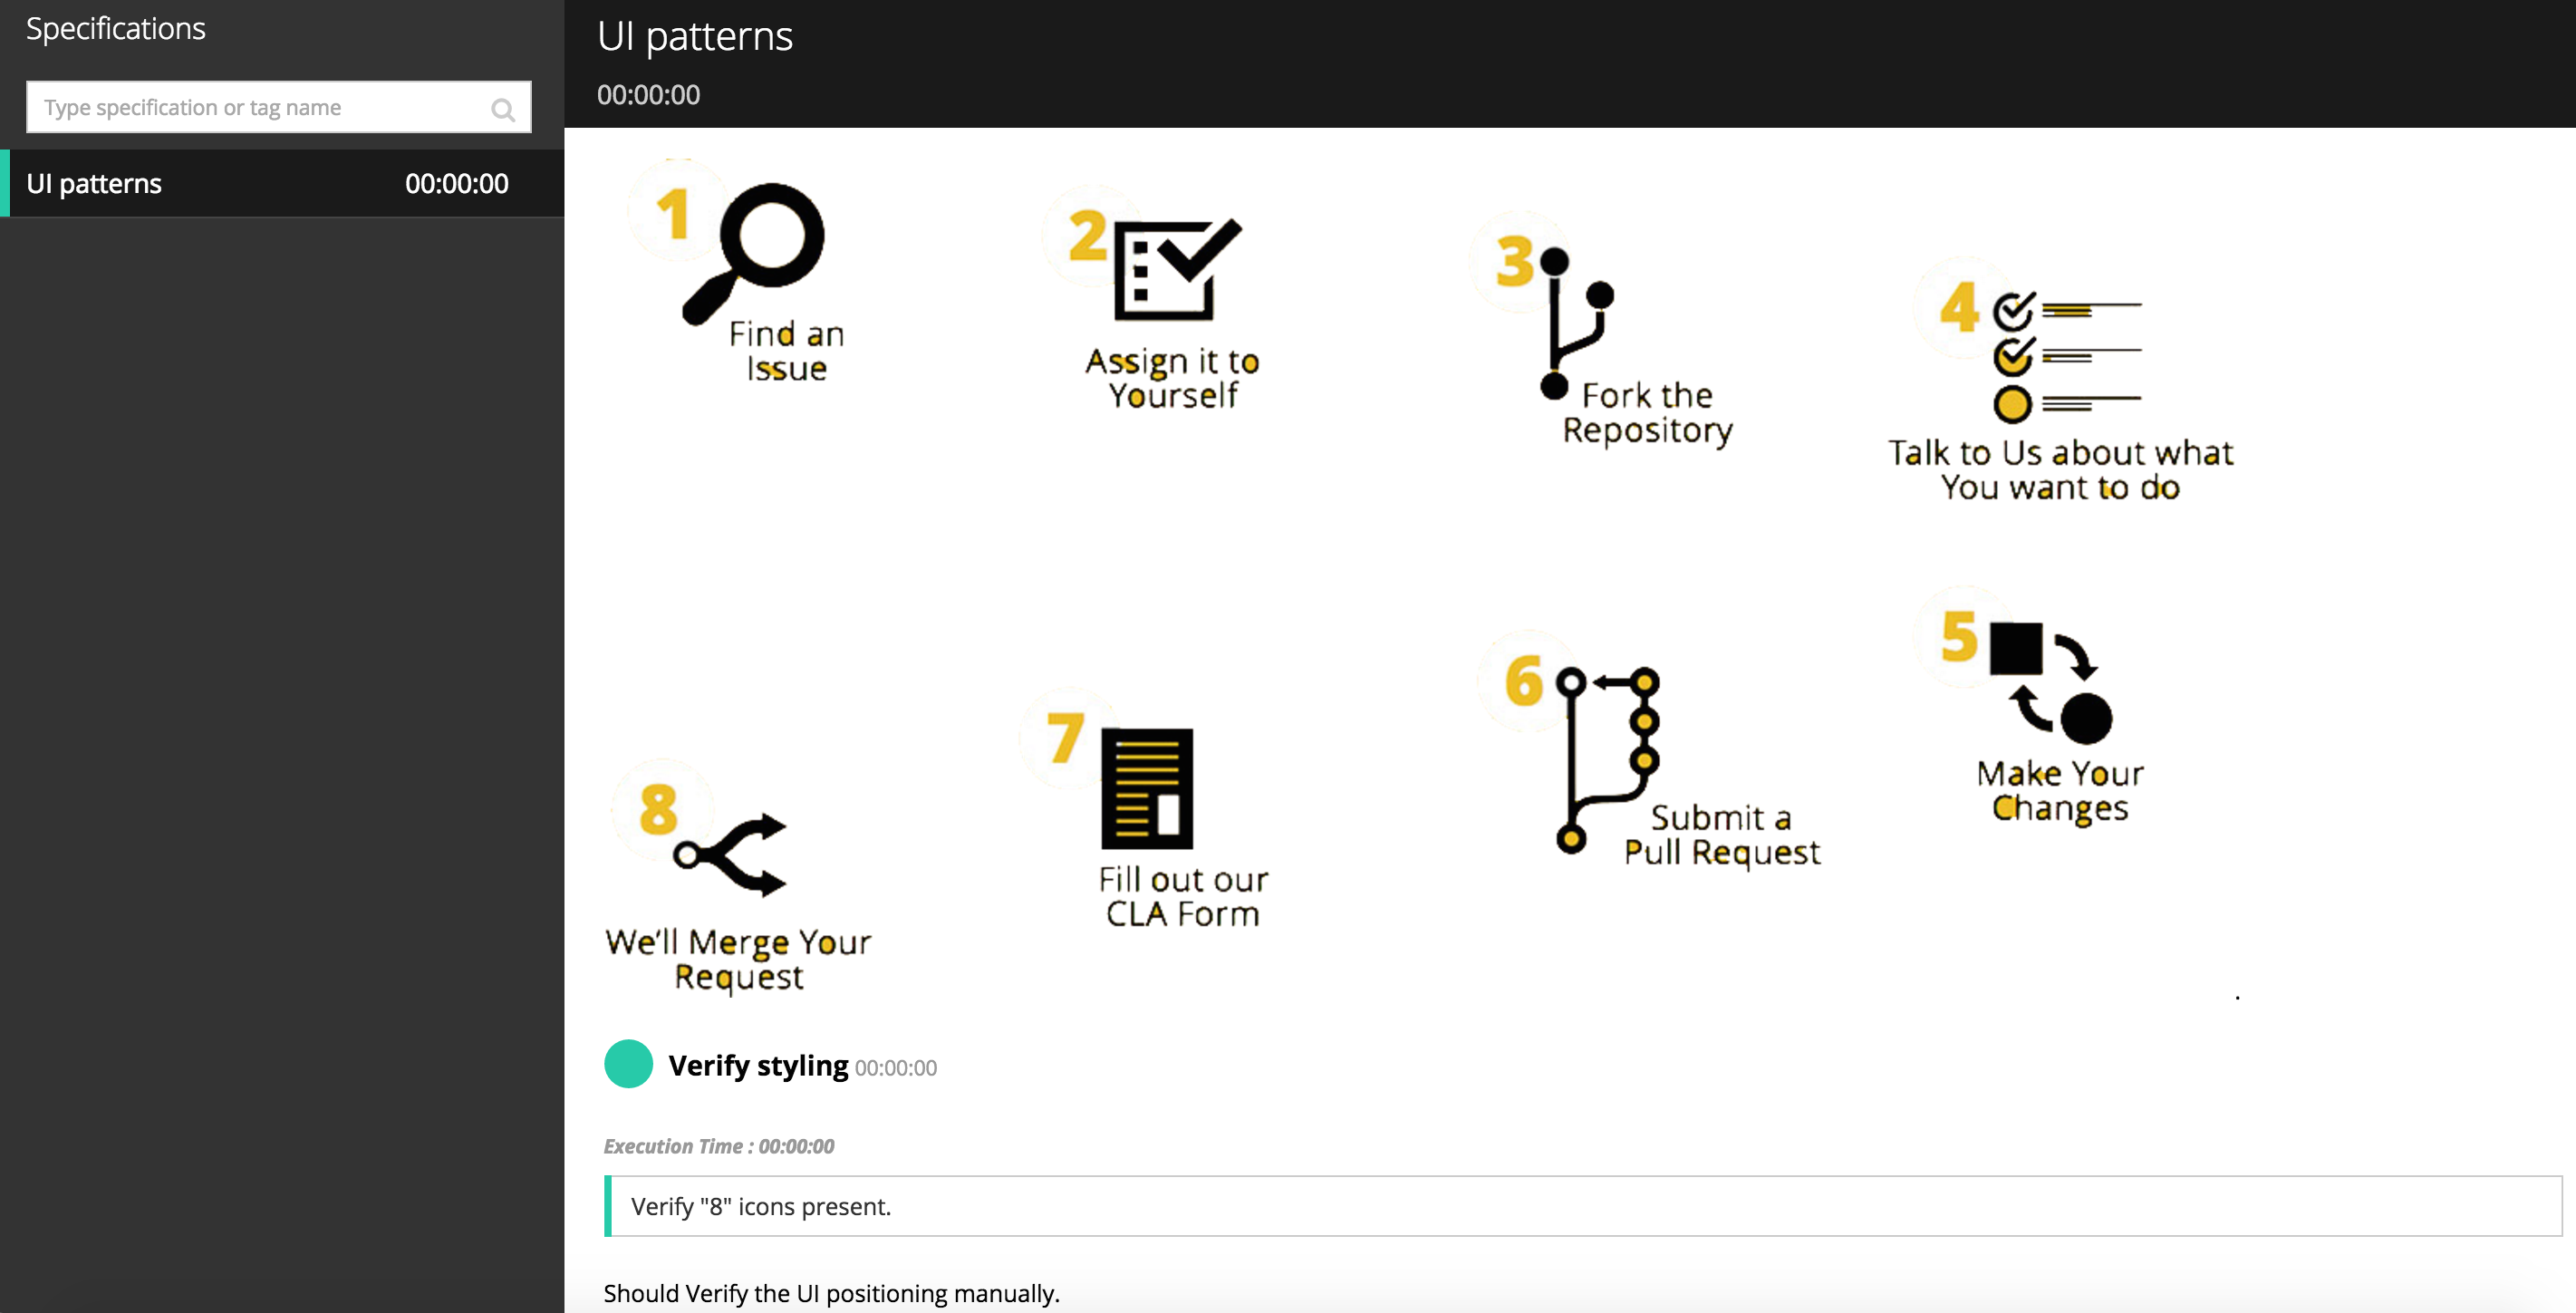 Specifications
Type specification or tag name
UI patterns 00:00:00
UI patterns
00:00:00
1
Find an
Issue
2
Assign it to
Yourself
3
Fork the
Repository
4
Talk to Us about what
You want to do
5
Make Your
Changes
6
Submit a
Pull Request
7
Fill out our
CLA Form
8
We'll Merge Your
Request
.
Verify styling 00:00:00
Execution Time : 00:00:00
Verify "8" icons present.
Should Verify the UI positioning manually.